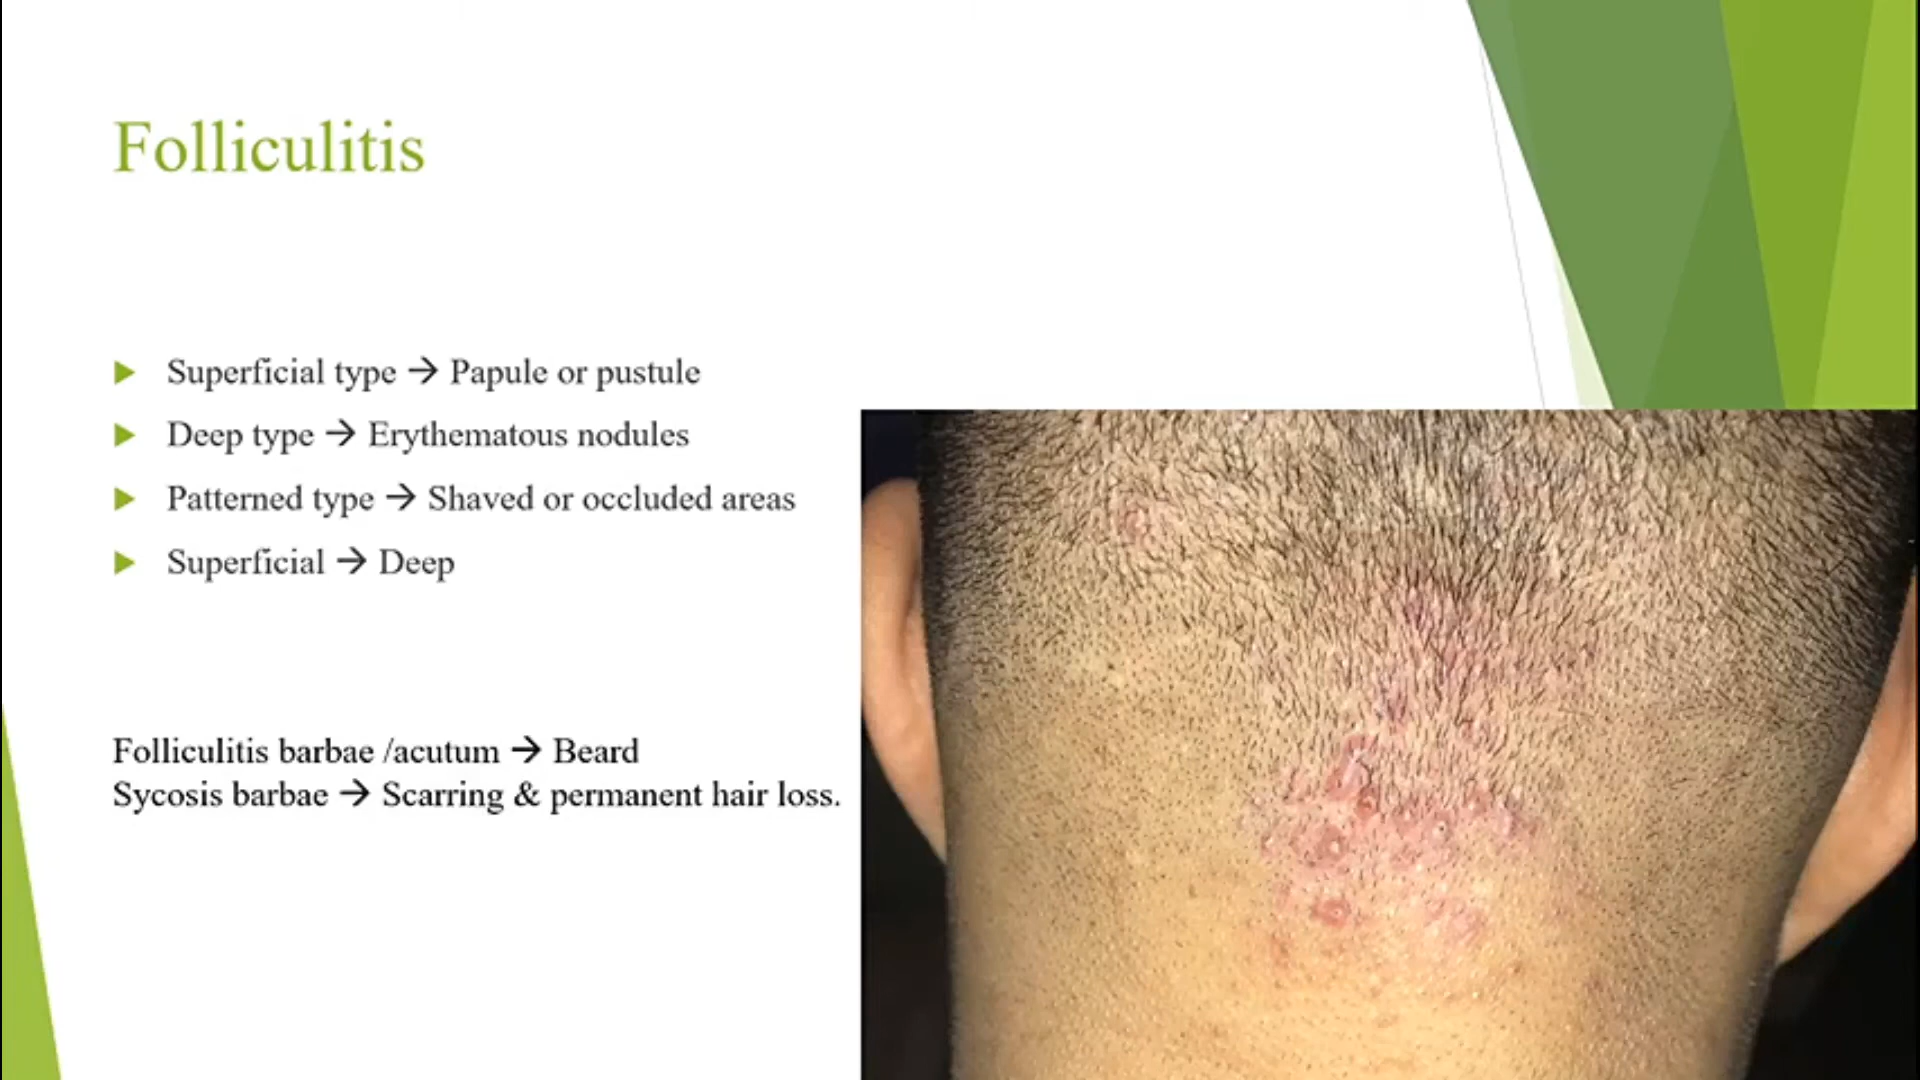 Folliculitis
Superficial type → Papule or pustule
Deep type → Erythematous nodules
Patterned type → Shaved or occluded areas
Superficial → Deep
Folliculitis barbae /acutum → Beard
Sycosis barbae → Scarring & permanent hair loss.